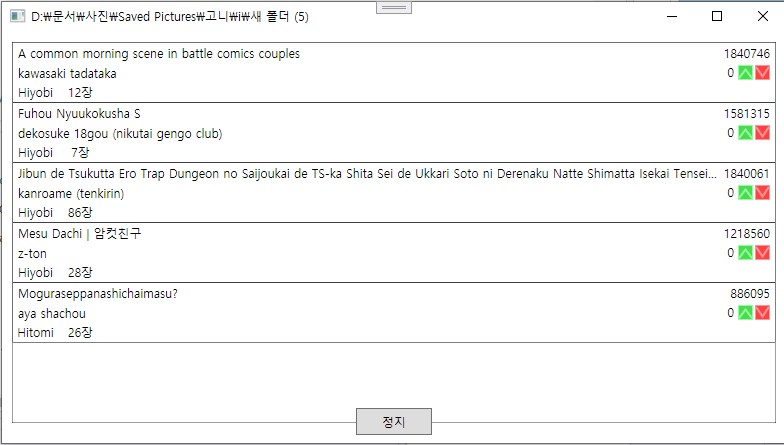 D:₩문서₩사진₩Saved Pictures₩고니₩i₩새 폴더 (5)
A common morning scene in battle comics couples 1840746
kawasaki tadataka 0
Hiyobi 12장
Fuhou Nyuukokusha S 1581315
dekosuke 18gou (nikutai gengo club) 0
Hiyobi 7장
Jibun de Tsukutta Ero Trap Dungeon no Saijoukai de TS-ka Shita Sei de Ukkari Soto ni Derenaku Natte Shimatta Isekai Tensei... 1840061
kanroame (tenkirin) 0
Hiyobi 86장
Mesu Dachi | 암컷친구 1218560
z-ton 0
Hiyobi 28장
Moguraseppanashichaimasu? 886095
aya shachou 0
Hitomi 26장
정지